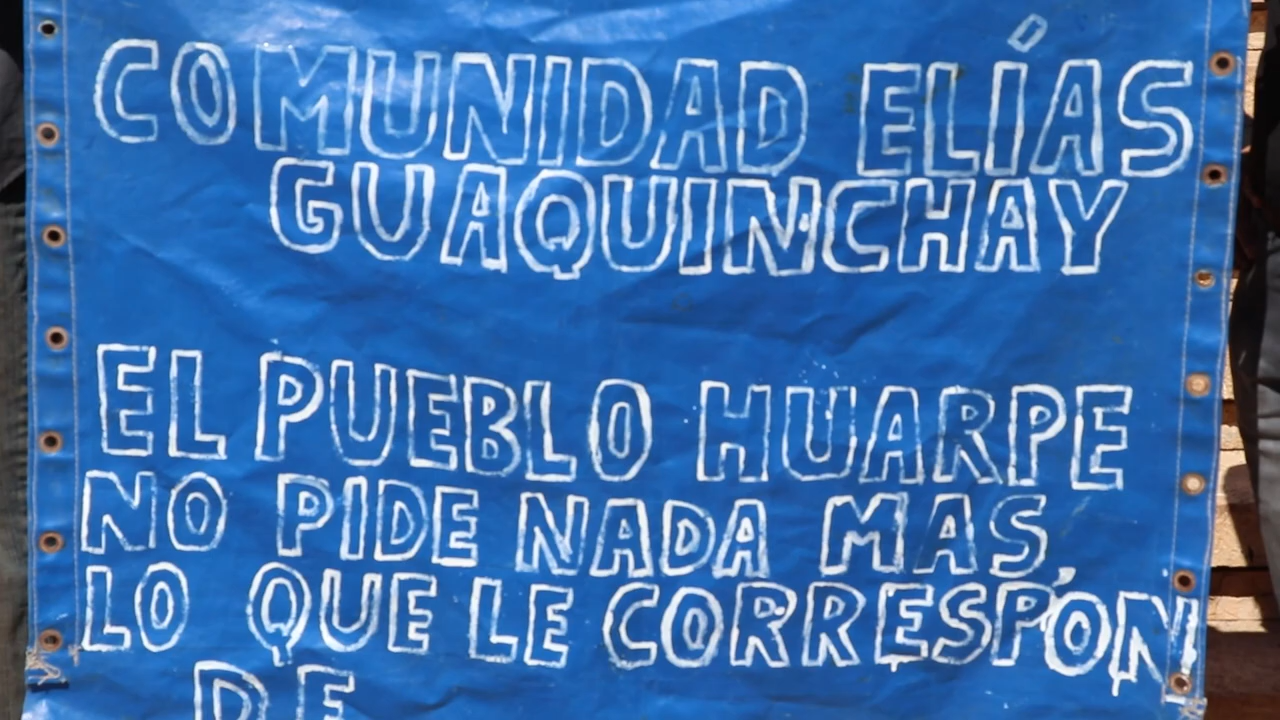 COMUNIDAD ELÍAS
GUAQUINCHAY
EL PUEBLO HUARPE
NO PIDE NADA MAS,
LO QUE LE CORRESPON
DE